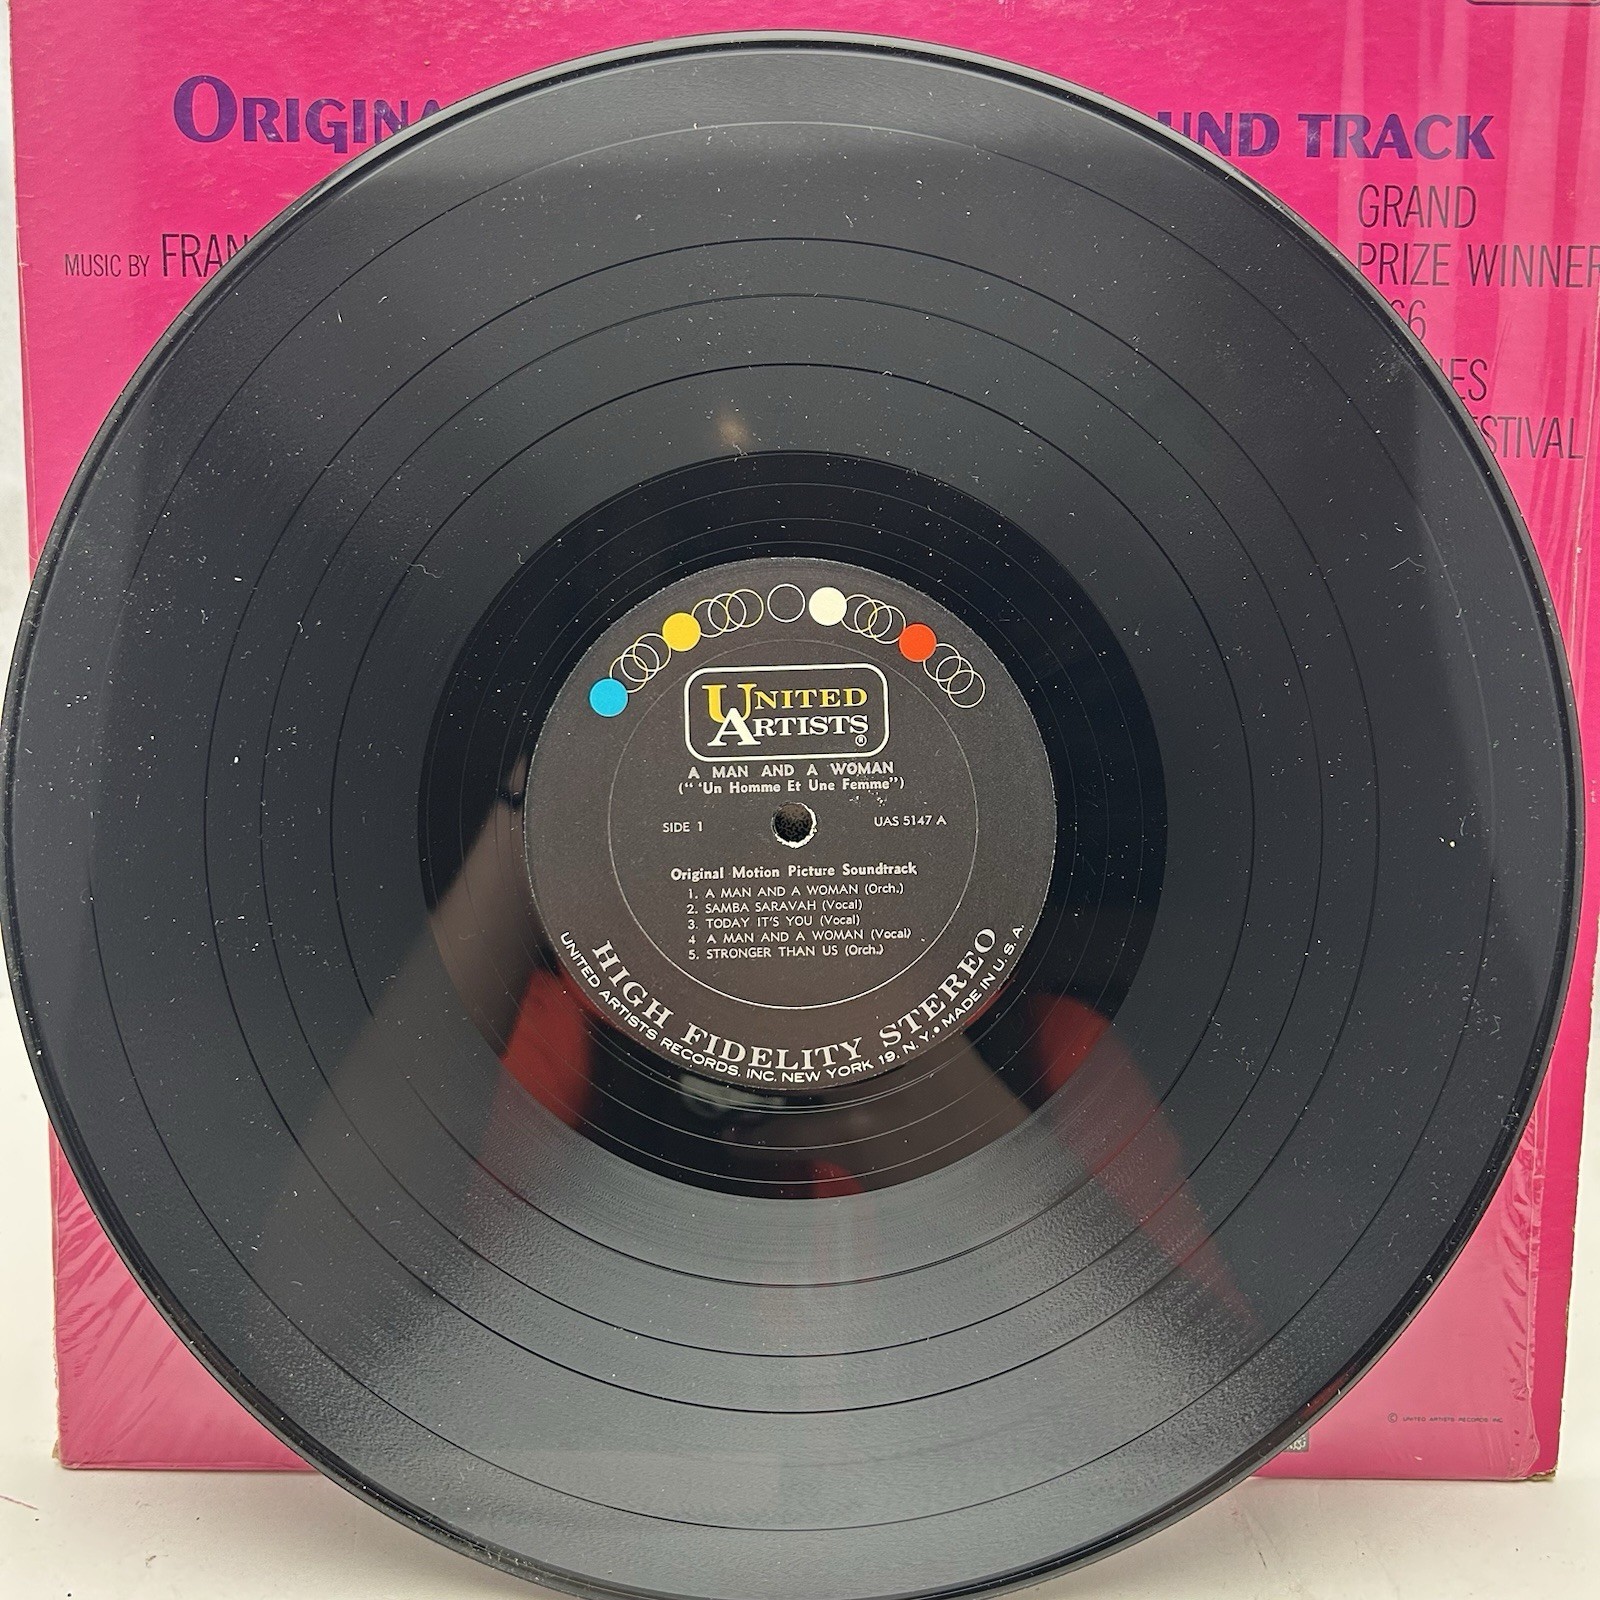 ORIGINA
UND TRACK
GRAND
MUSIC BY FRAN
PRIZE WINNER
66
ES
STIVAL
UNITED
ARTISTS
®
A MAN AND A WOMAN
("'Un Homme Et Une Femme")
SIDE 1
UAS 5147 A
Original Motion Picture Soundtrack
1. A MAN AND A WOMAN (Orch.)
2. SAMBA SARAVAH (Vocal)
3. TODAY IT'S YOU (Vocal)
4 A MAN AND A WOMAN (Vocal)
5. STRONGER THAN US (Orch.)
HIGH FIDELITY STEREO
UNITED ARTISTS RECORDS, INC. NEW YORK 19, N.Y. • MADE IN U.S.A.
© UNITED ARTISTS RECORDS INC